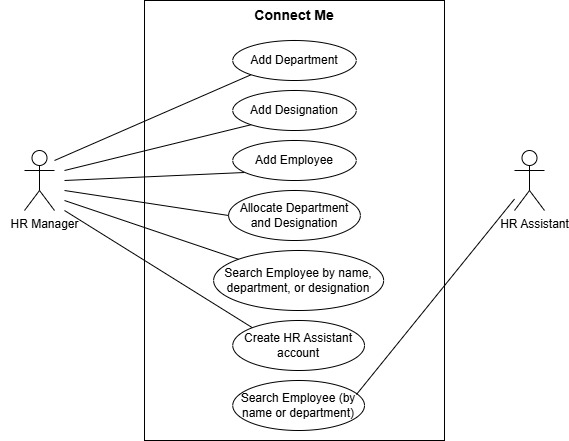 Connect Me
Add Department
Add Designation
Add Employee
HR Manager
HR Assistant
Allocate Department
and Designation
Search Employee by name,
department, or designation
Create HR Assistant
account
Search Employee (by
name or department)